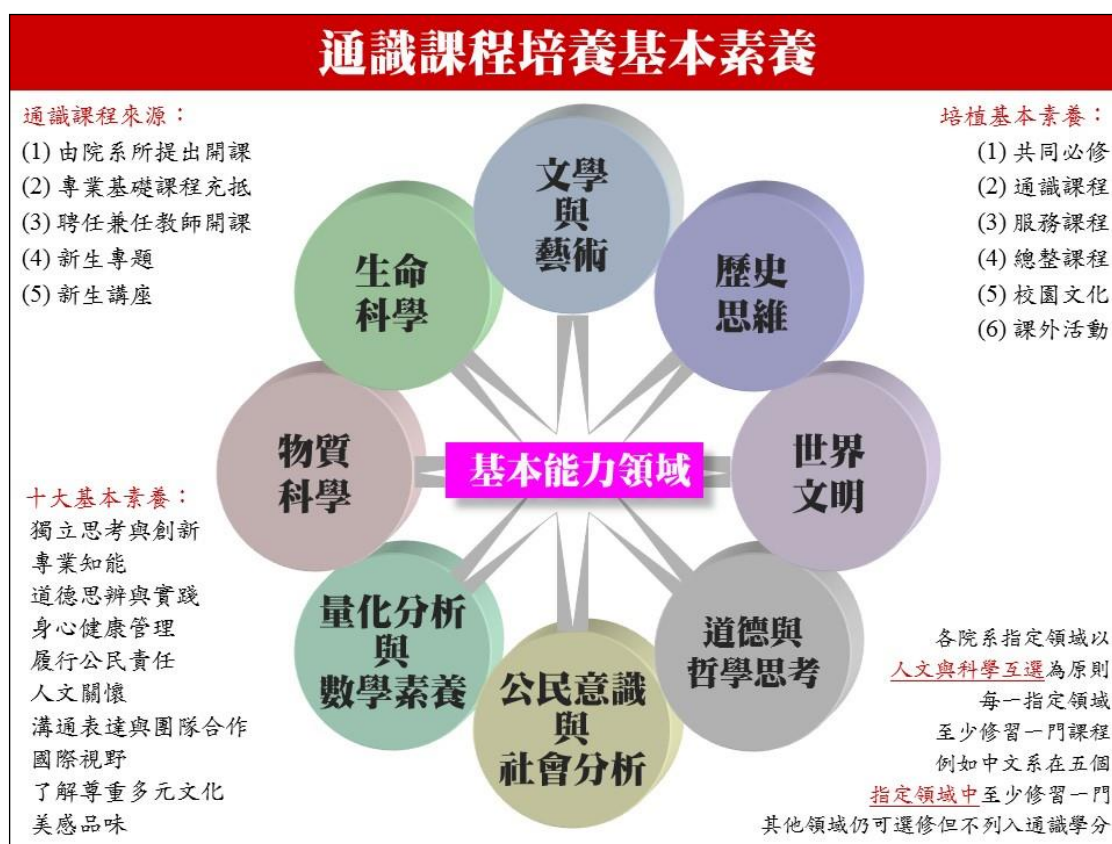 通識課程培養基本素養
通識課程來源：
(1) 由院系所提出開課
(2) 專業基礎課程充抵
(3) 聘任兼任教師開課
(4) 新生專題
(5) 新生講座
培植基本素養：
(1) 共同必修
(2) 通識課程
(3) 服務課程
(4) 總整課程
(5) 校園文化
(6) 課外活動
文學
與
藝術
歷史
思維
世界
文明
道德與
哲學思考
公民意識
與
社會分析
量化分析
與
數學素養
物質
科學
生命
科學
基本能力領域
十大基本素養：
獨立思考與創新
專業知能
道德思辨與實踐
身心健康管理
履行公民責任
人文關懷
溝通表達與團隊合作
國際視野
了解尊重多元文化
美感品味
各院系指定領域以
人文與科學互選為原則
每一指定領域
至少修習一門課程
例如中文系在五個
指定領域中至少修習一門
其他領域仍可選修但不列入通識學分